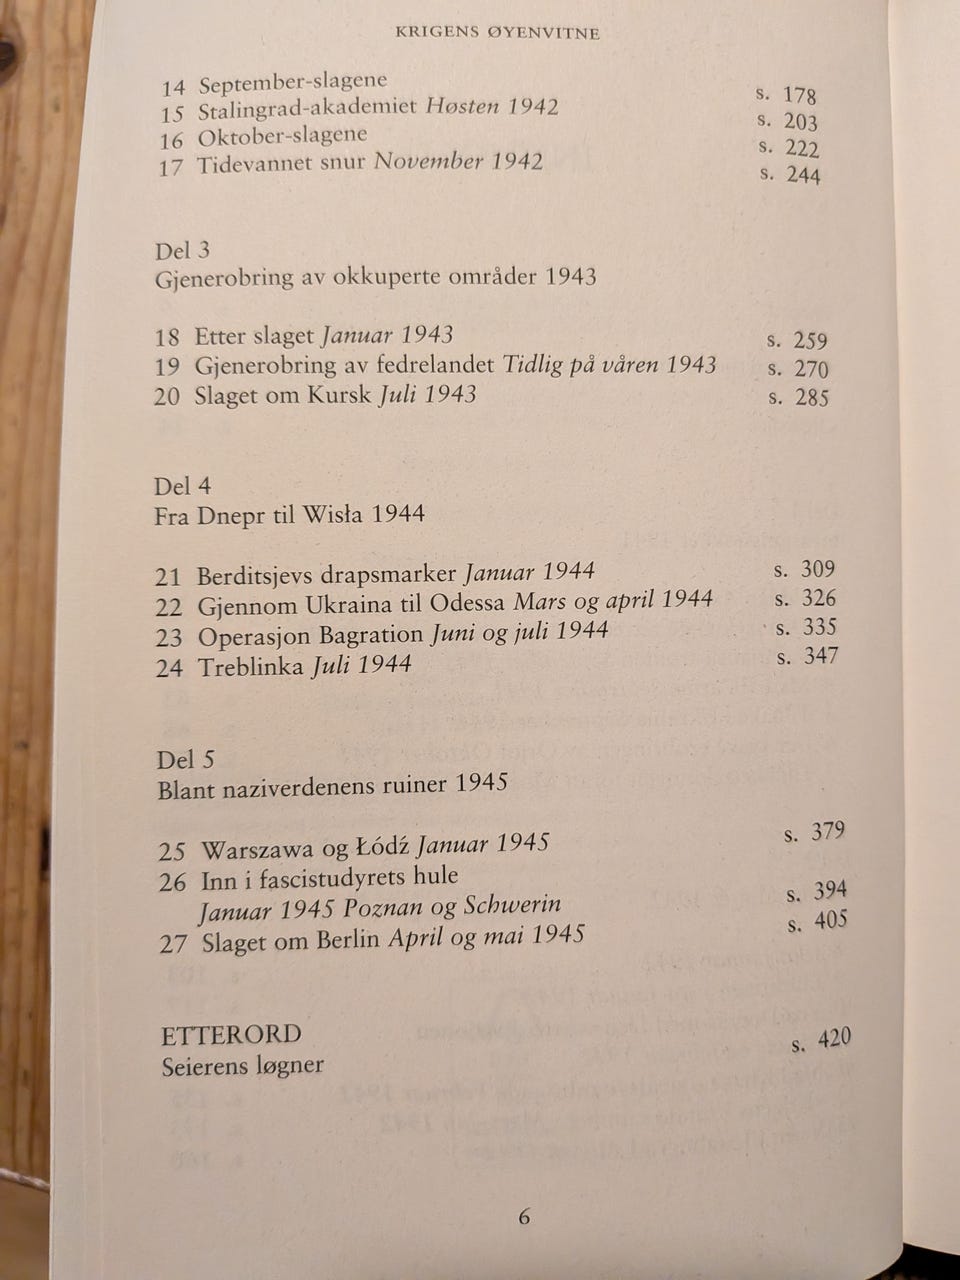 KRIGENS ØYENVITNE
14 September-slagene s. 178
15 Stalingrad-akademiet Høsten 1942 s. 203
16 Oktober-slagene s. 222
17 Tidevannet snur November 1942 s. 244
Del 3
Gjenerobring av okkuperte områder 1943
18 Etter slaget Januar 1943 s. 259
19 Gjenerobring av fedrelandet Tidlig på våren 1943 s. 270
20 Slaget om Kursk Juli 1943 s. 285
Del 4
Fra Dnepr til Wisła 1944
21 Berditsjevs drapsmarker Januar 1944 s. 309
22 Gjennom Ukraina til Odessa Mars og april 1944 s. 326
23 Operasjon Bagration Juni og juli 1944 s. 335
24 Treblinka Juli 1944 s. 347
Del 5
Blant naziverdenens ruiner 1945
25 Warszawa og Łódź Januar 1945 s. 379
26 Inn i fascistudyrets hule
Januar 1945 Poznan og Schwerin s. 394
27 Slaget om Berlin April og mai 1945 s. 405
ETTERORD
Seierens løgner s. 420
6